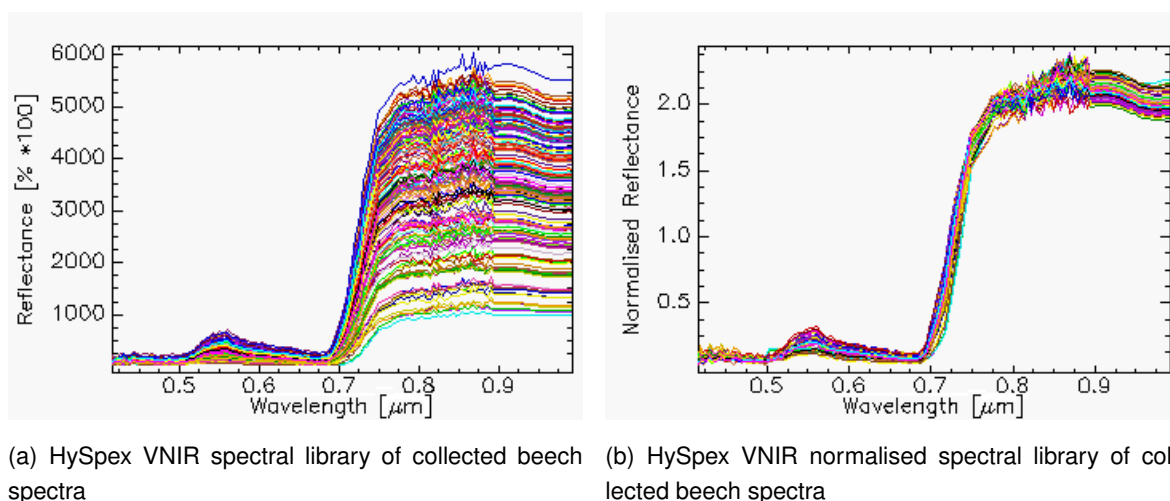 6000
5000
4000
3000
2000
1000
Reflectance [% *100]
0.5 0.6 0.7 0.8 0.9
Wavelength [μm]
2.0
1.5
1.0
0.5
Normalised Reflectance
0.5 0.6 0.7 0.8 0.9
Wavelength [μm]
(a) HySpex VNIR spectral library of collected beech
spectra
(b) HySpex VNIR normalised spectral library of col
lected beech spectra